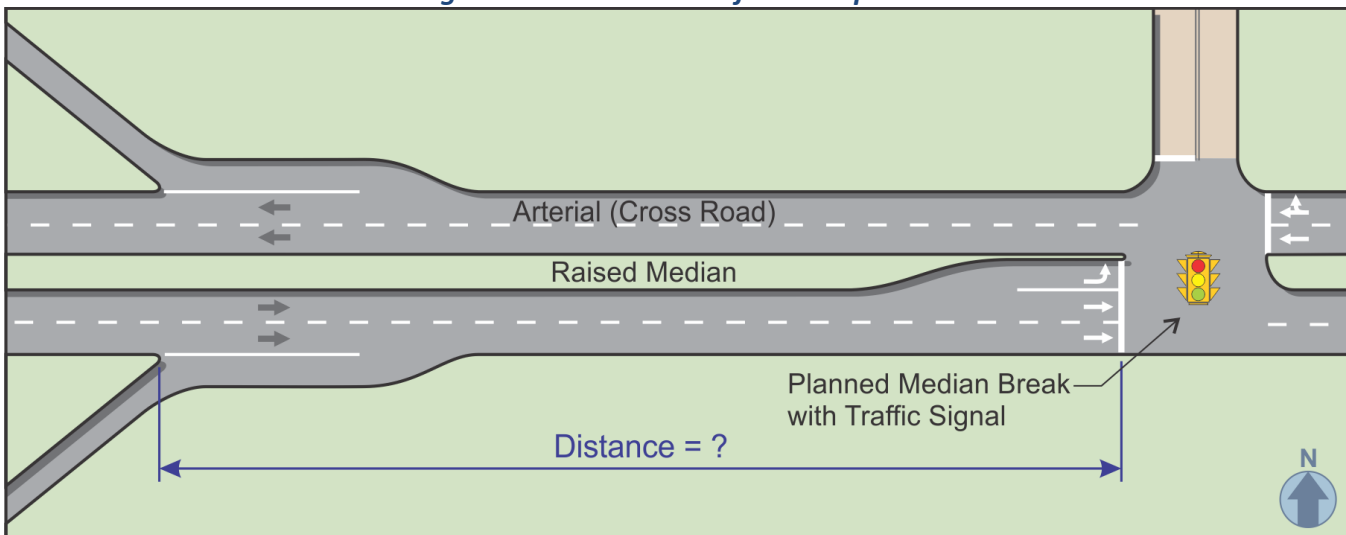 Arterial (Cross Road)
Raised Median
Planned Median Break
with Traffic Signal
Distance = ?
N